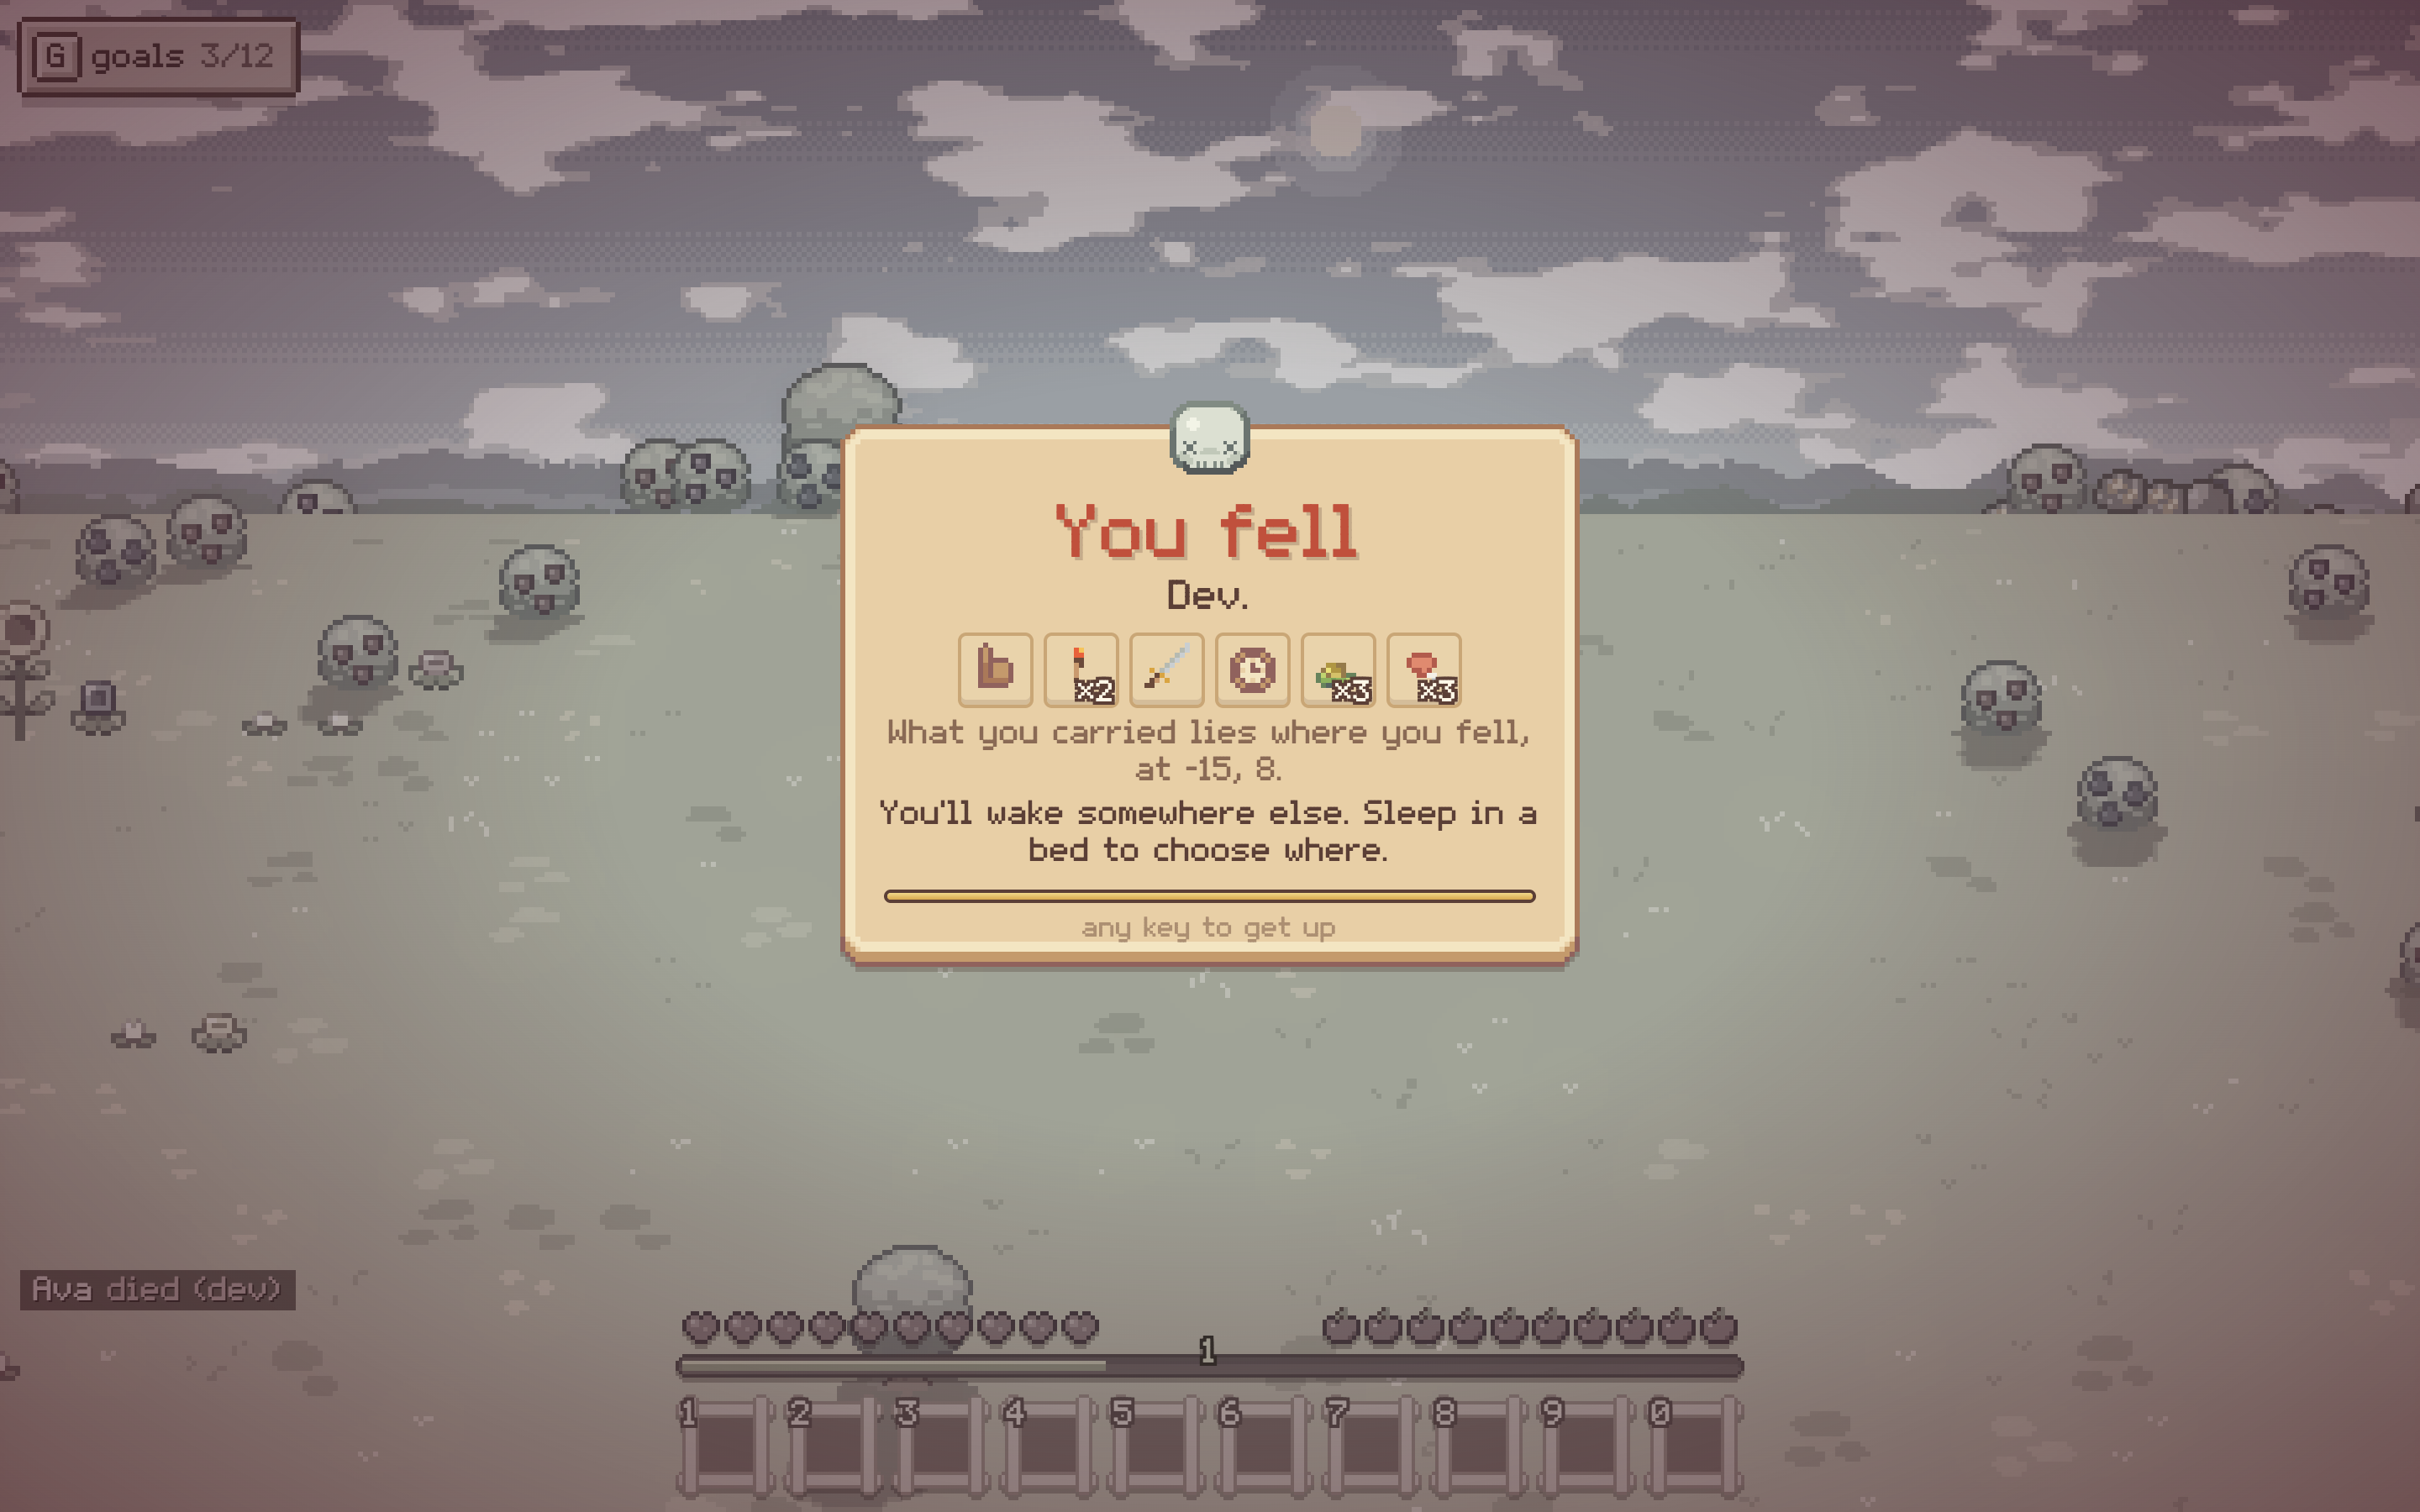 G goals 3/12
You fell
Dev.
x2 x3 x3
What you carried lies where you fell,
at -15, 8.
You'll wake somewhere else. Sleep in a
bed to choose where.
any key to get up
Ava died (dev)
1
1 2 3 4 5 6 7 8 9 0